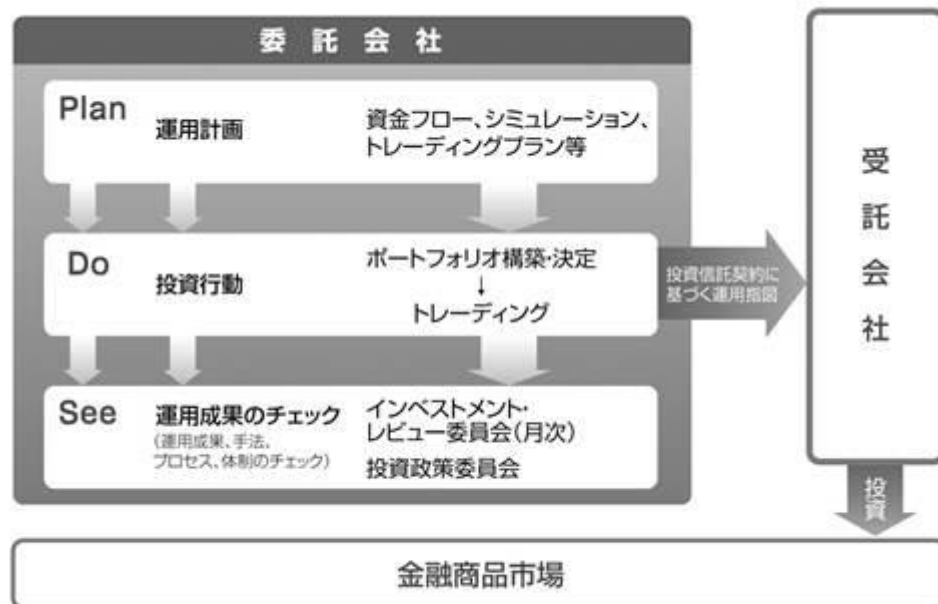 委託会社
Plan
運用計画
資金フロー、シミュレーション、
トレーディングプラン等
Do
投資行動
ポートフォリオ構築・決定
↓
トレーディング
投資信託契約に
基づく運用指図
See
運用成果のチェック
(運用成果、手法、
プロセス、体制のチェック)
インベストメント・
レビュー委員会(月次)
投資政策委員会
受託会社
投資
金融商品市場